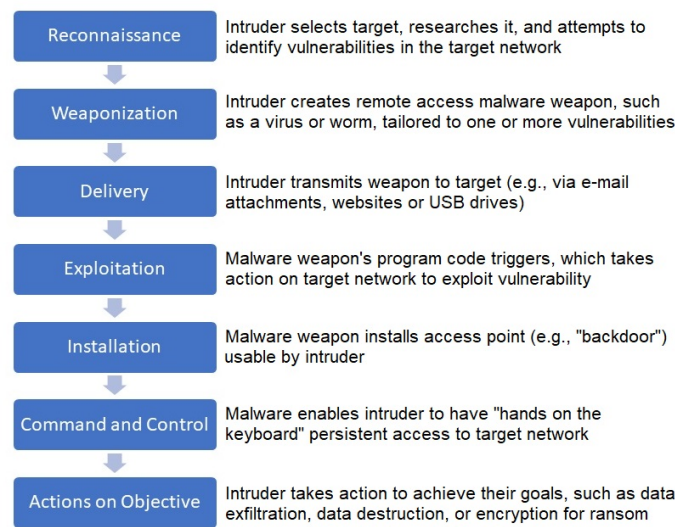 Reconnaissance
Intruder selects target, researches it, and attempts to
identify vulnerabilities in the target network
Weaponization
Intruder creates remote access malware weapon, such
as a virus or worm, tailored to one or more vulnerabilities
Delivery
Intruder transmits weapon to target (e.g., via e-mail
attachments, websites or USB drives)
Exploitation
Malware weapon's program code triggers, which takes
action on target network to exploit vulnerability
Installation
Malware weapon installs access point (e.g., "backdoor")
usable by intruder
Command and Control
Malware enables intruder to have "hands on the
keyboard" persistent access to target network
Actions on Objective
Intruder takes action to achieve their goals, such as data
exfiltration, data destruction, or encryption for ransom